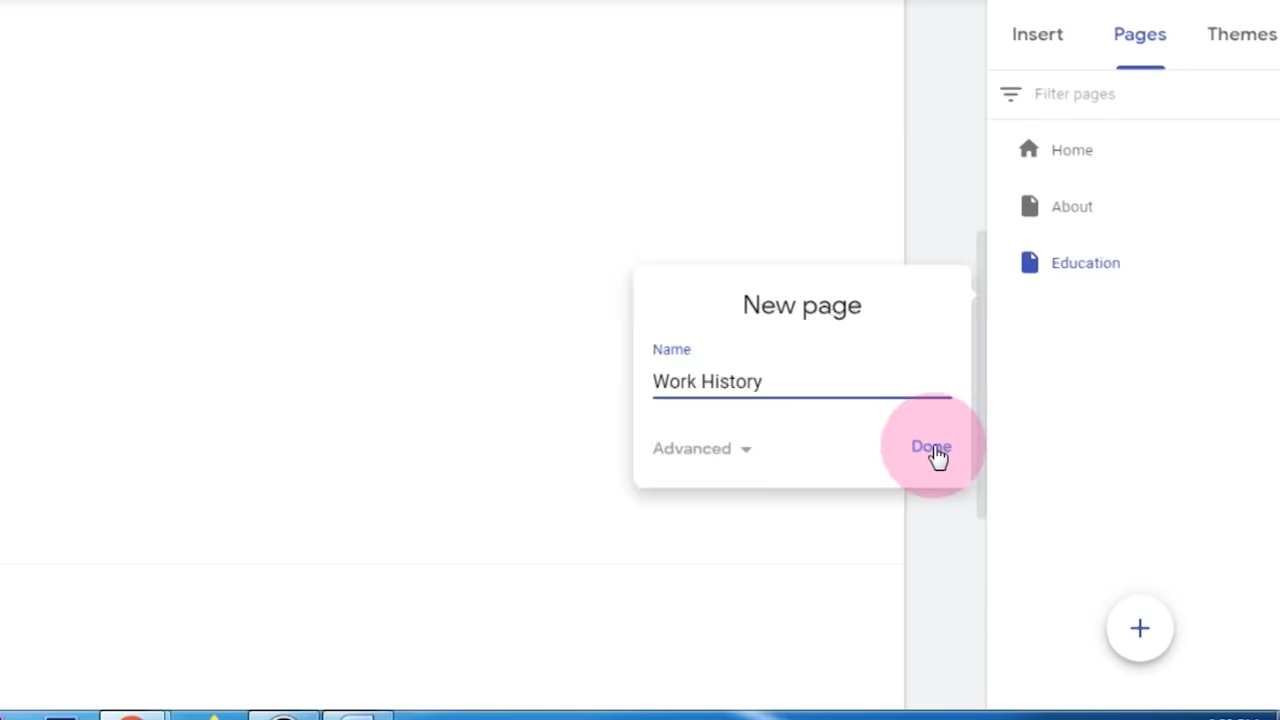 Insert Pages Themes
Filter pages
Home
About
Education
New page
Name
Work History
Advanced
Done